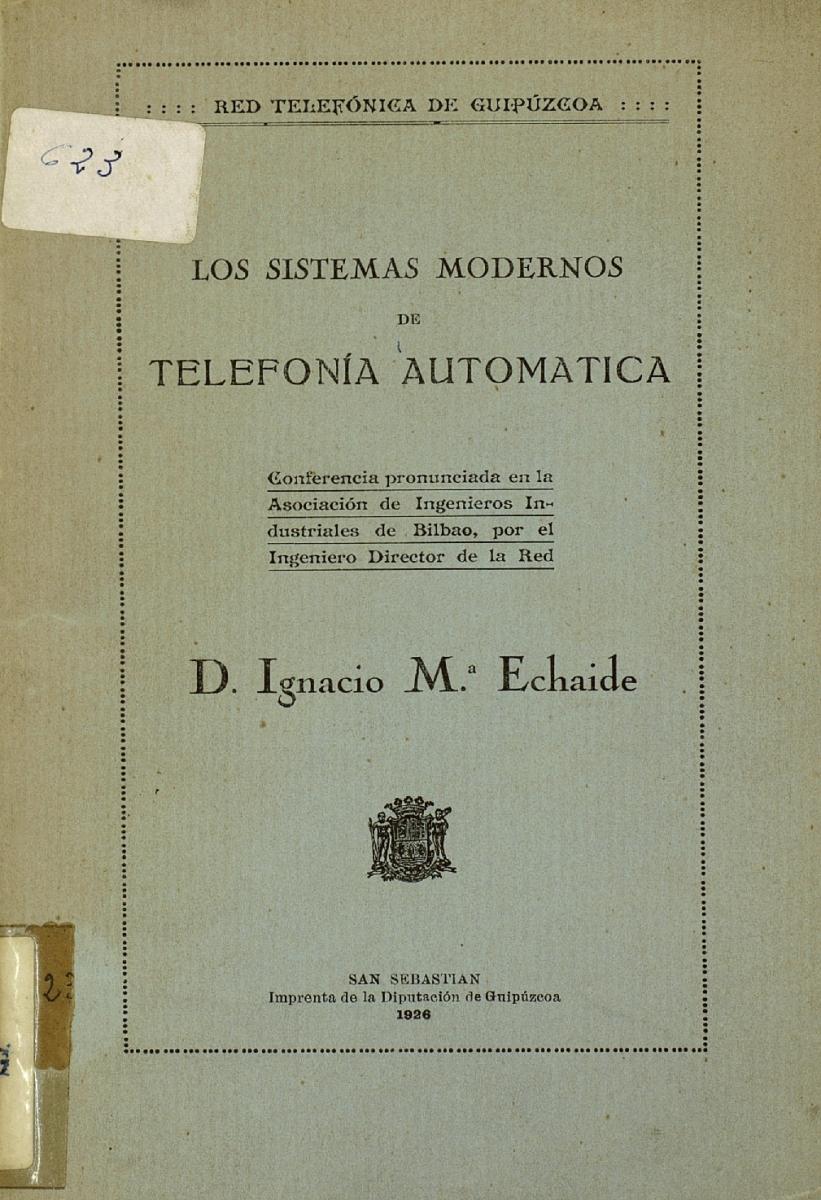 :::: RED TELEFÓNICA DE GUIPÚZCOA ::::
623
LOS SISTEMAS MODERNOS
DE
TELEFONÍA AUTOMATICA
Conferencia pronunciada en la
Asociación de Ingenieros In-
dustriales de Bilbao, por el
Ingeniero Director de la Red
D. Ignacio M.ª Echaide
SAN SEBASTIAN
Imprenta de la Diputación de Guipúzcoa
1926